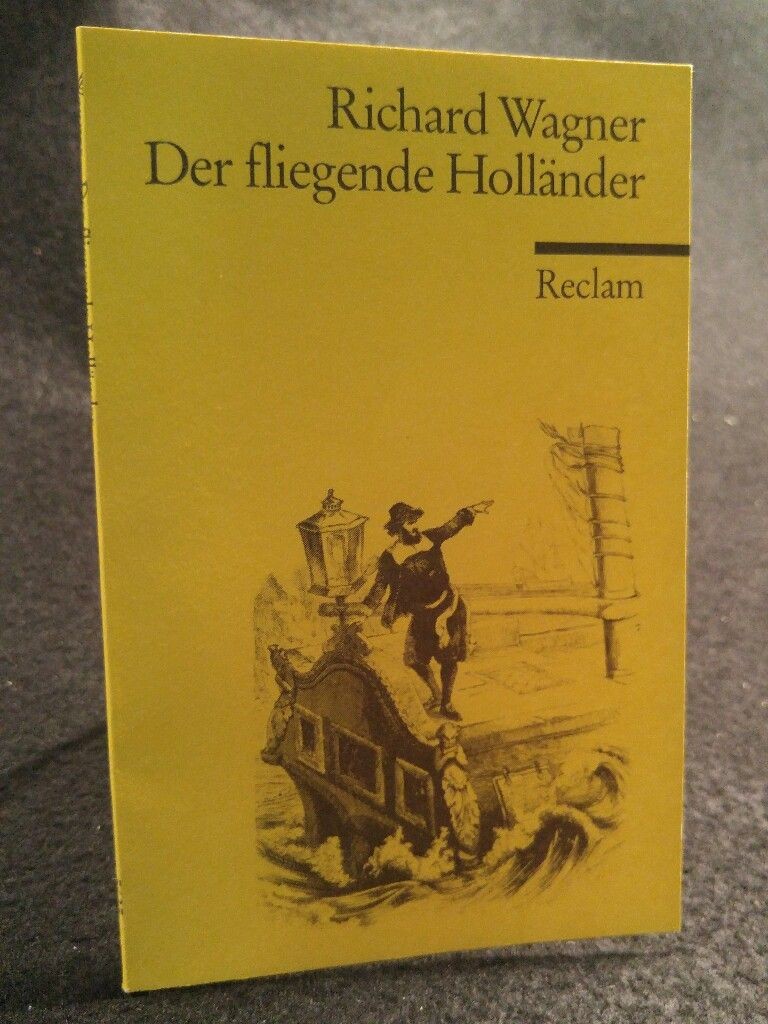 Richard Wagner
Der fliegende Holländer
Reclam